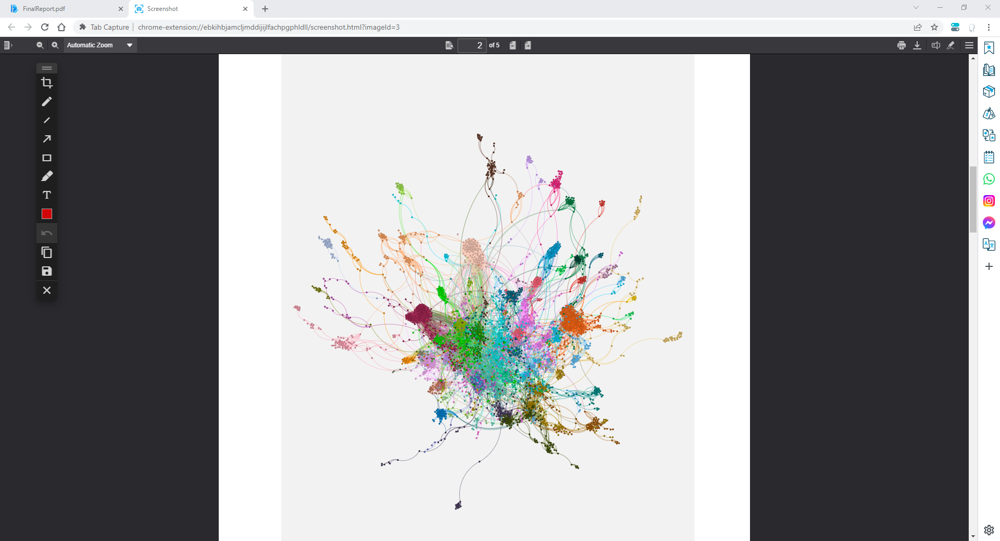 FinalReport.pdf
Screenshot
Tab Capture
chrome-extension://ebkihbjamcljmddijijlfachpgphldll/screenshot.html?imageId=3
Automatic Zoom
2
of 5
T